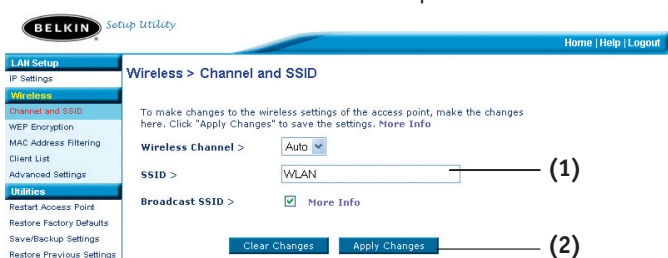 BELKIN Setup Utility
Home | Help | Logout
LAN Setup
IP Settings
Wireless
Channel and SSID
WEP Encryption
MAC Address Filtering
Client List
Advanced Settings
Utilities
Restart Access Point
Restore Factory Defaults
Save/Backup Settings
Restore Previous Settings
Wireless > Channel and SSID
To make changes to the wireless settings of the access point, make the changes
here. Click "Apply Changes" to save the settings. More Info
Wireless Channel > Auto
SSID > WLAN (1)
Broadcast SSID > More Info
Clear Changes Apply Changes (2)